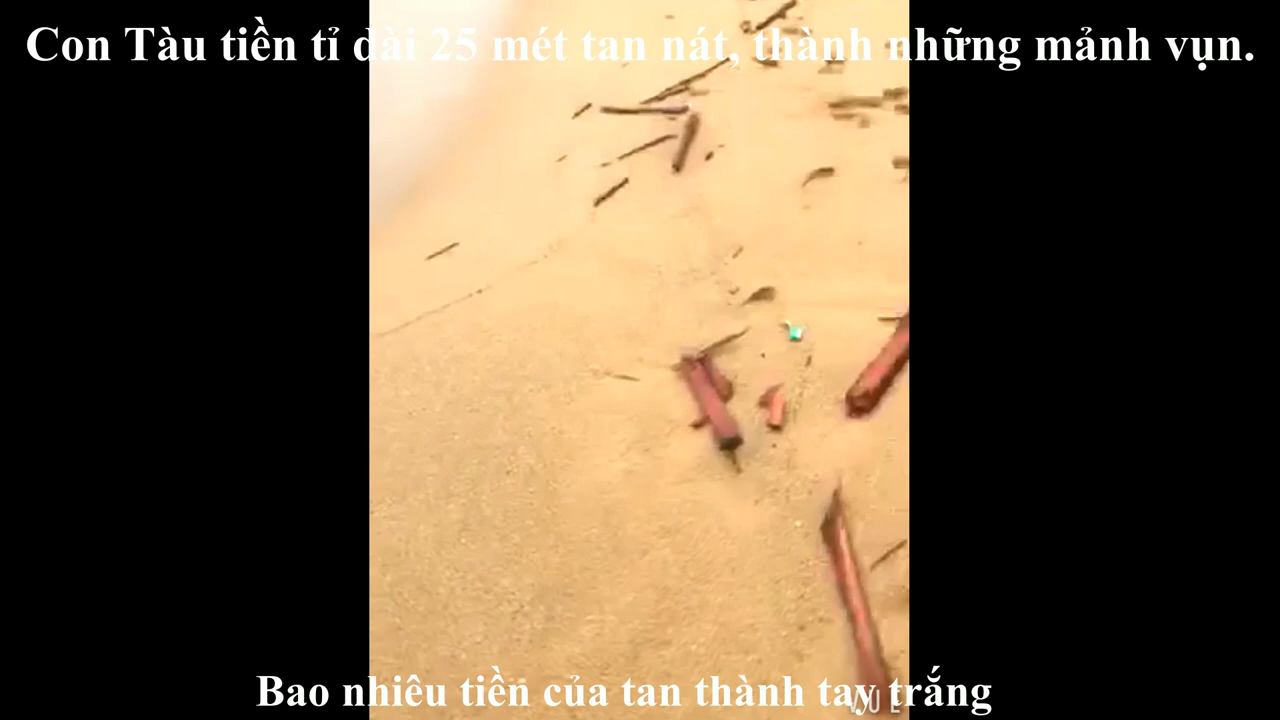 Con Tàu tiền tỉ dài 25 mét tan nát, thành những mảnh vụn.
Bao nhiêu tiền của tan thành tay trắng
VUE